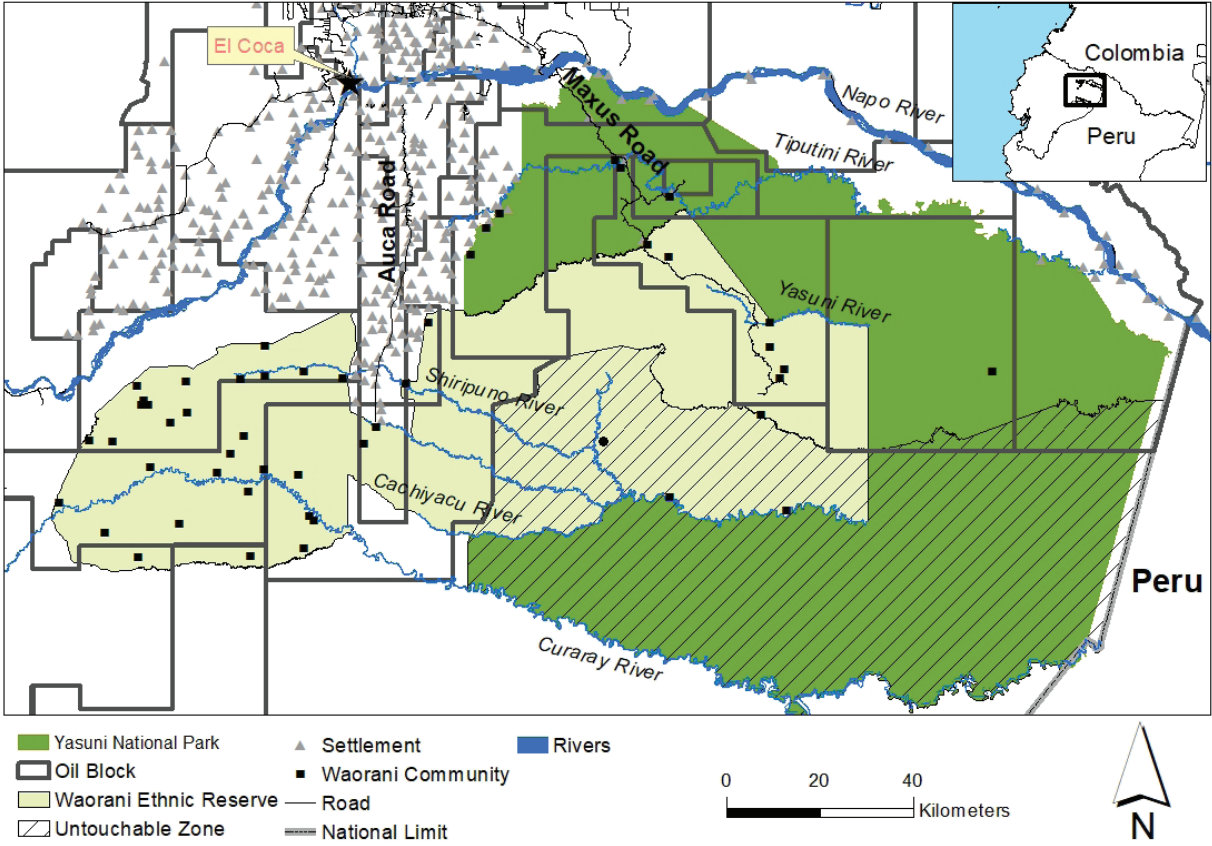 El Coca
Colombia
Peru
Maxus Road
Napo River
Tiputini River
Auca Road
Yasuni River
Shiripuno River
Cachiyacu River
Peru
Curaray River
Yasuni National Park
Oil Block
Waorani Ethnic Reserve
Untouchable Zone
Settlement
Waorani Community
Road
National Limit
Rivers
0 20 40
Kilometers
N